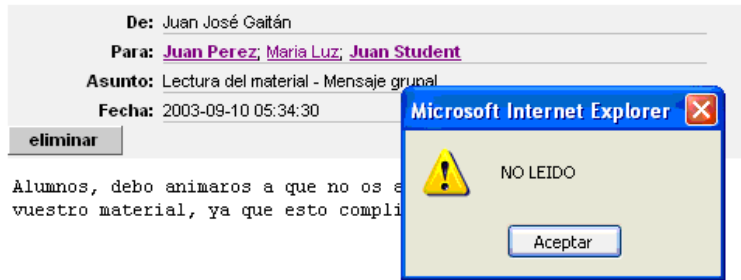 De: Juan José Gaitán
Para: Juan Perez; Maria Luz; Juan Student
Asunto: Lectura del material - Mensaje grupal
Fecha: 2003-09-10 05:34:30
eliminar
Microsoft Internet Explorer
NO LEIDO
Aceptar
Alumnos, debo animaros a que no os
vuestro material, ya que esto